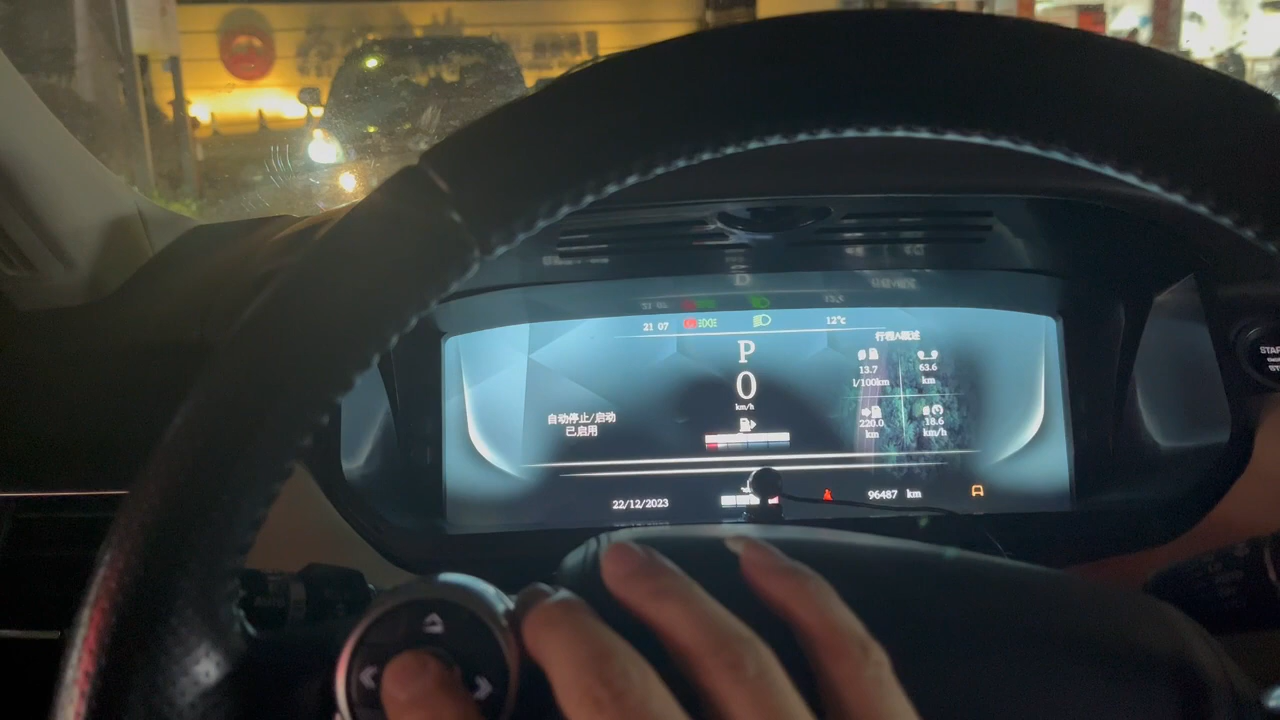 21 07
12°c
P
0
km/h
自动停止/启动
已启用
行程A概述
13.7
l/100km
63.6
km
220.0
km
18.6
km/h
22/12/2023
96487 km